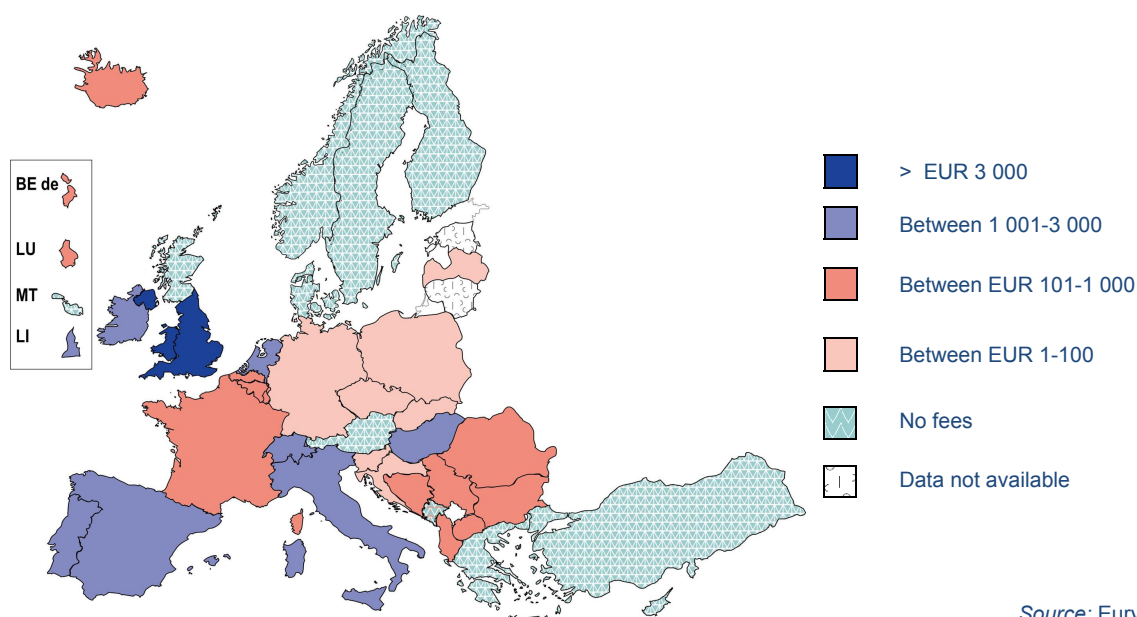 BE de
LU
MT
LI
> EUR 3 000
Between 1 001-3 000
Between EUR 101-1 000
Between EUR 1-100
No fees
Data not available
Source: